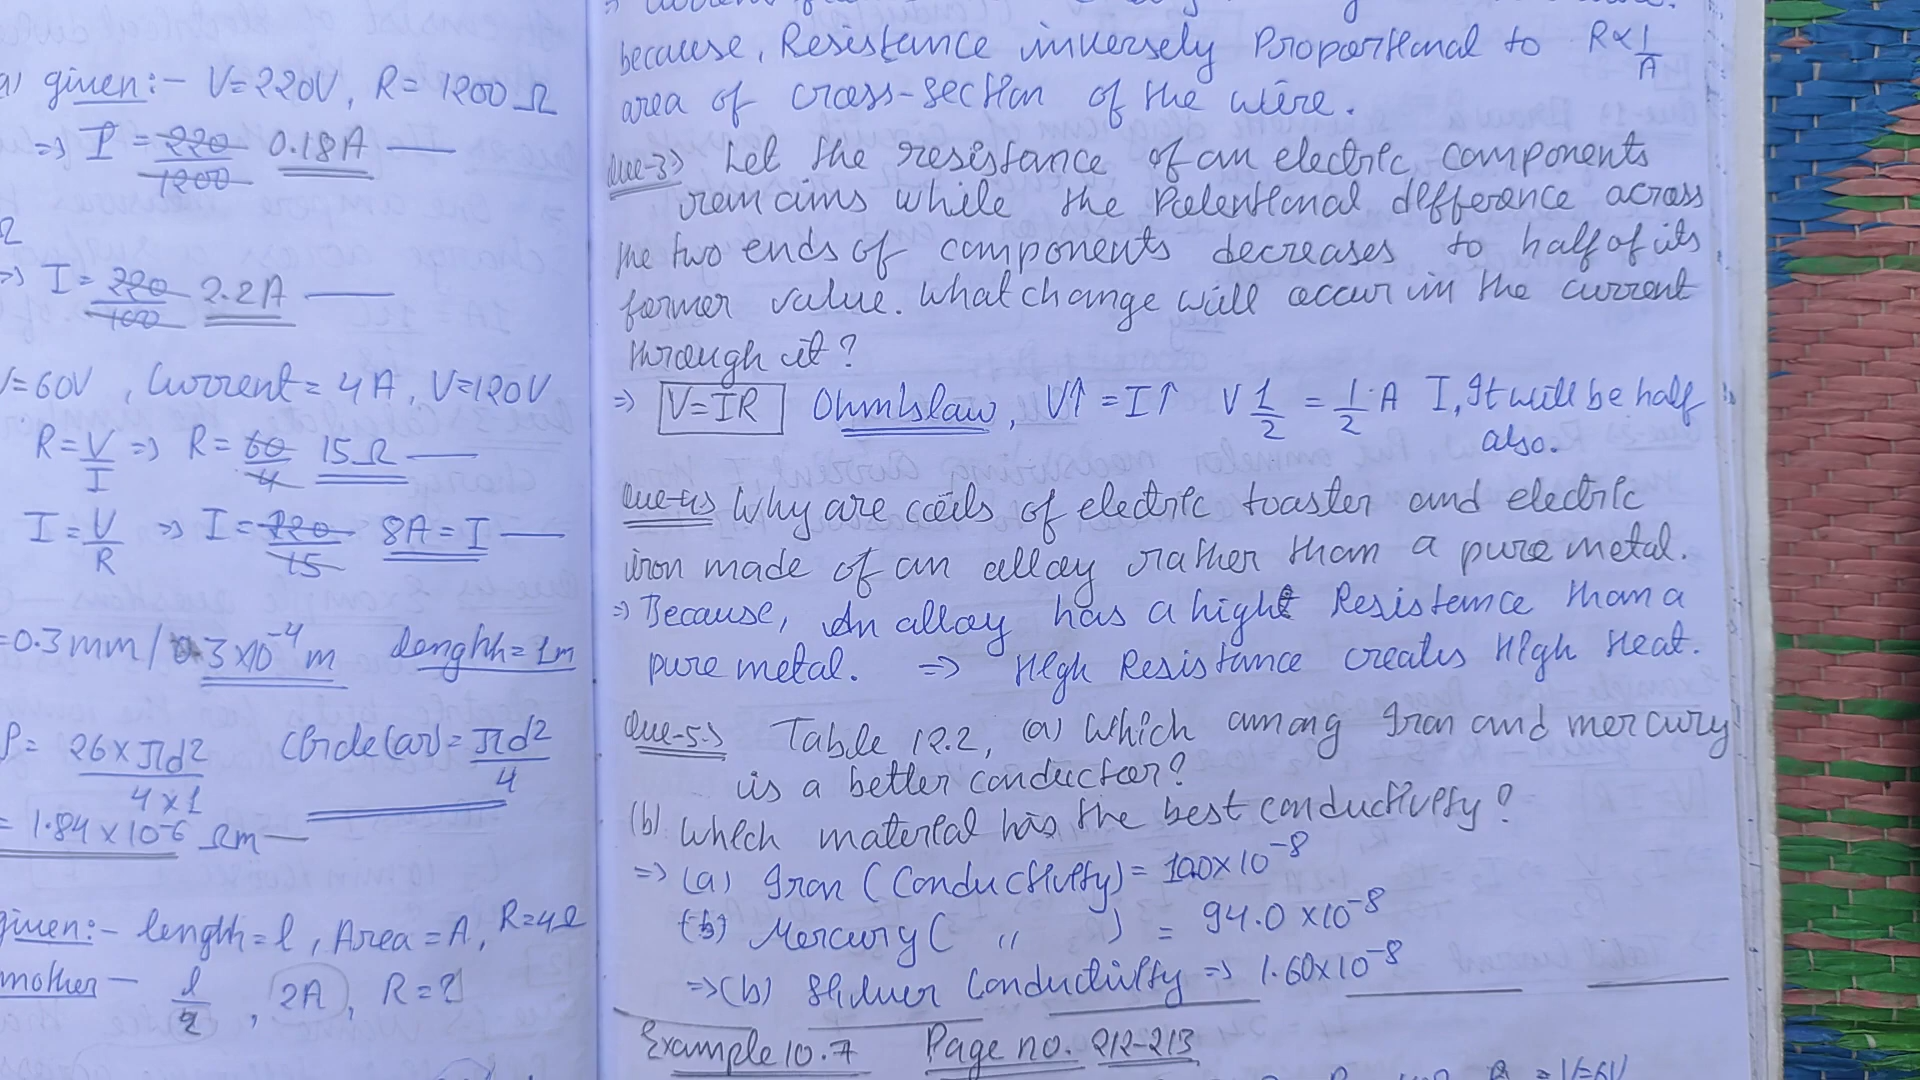 given:- V=220V, R=1200Ω
=> I = 220/1200 0.18A
=> I = 220/100 2.2A
V=60V, Current = 4A, V=120V
R=V/I => R= 60/4 15Ω
I=V/R => I= 120/15 8A=I
=0.3mm / 3×10⁻⁴m lenghh=1m
ρ= 26×πd²/4×1 Circle(ar)= πd²/4
= 1.84×10⁻⁶ Ωm
given:- lenghh=l, Area=A, R=4Ω
mother- l/2, 2A, R=?
because, Resistance inversely Proportional to R∝1/A
area of cross-section of the wire.
Que-3> Let the resistance of an electric components
remains while the Potentional difference across
the two ends of components decreases to half of its
former value. What change will occur in the current
through it?
=> V=IR Ohm's law, V↑=I↑ V 1/2 = 1/2·A I, It will be half
also.
Que-4> Why are coils of electric toaster and electric
iron made of an alloy rather than a pure metal.
=> Because, An alloy has a hight Resistance than a
pure metal. => High Resistance creates High Heat.
Que-5> Table 12.2, (a) Which among Iron and mercury
is a better conductor?
(b) Which material has the best conductivity?
=> (a) Iron (Conductivity) = 10.0×10⁻⁸
(b) Mercury ( " ) = 94.0×10⁻⁸
=>(b) Conductivity => 1.60×10⁻⁸
Example 10.7 Page no. 212-213